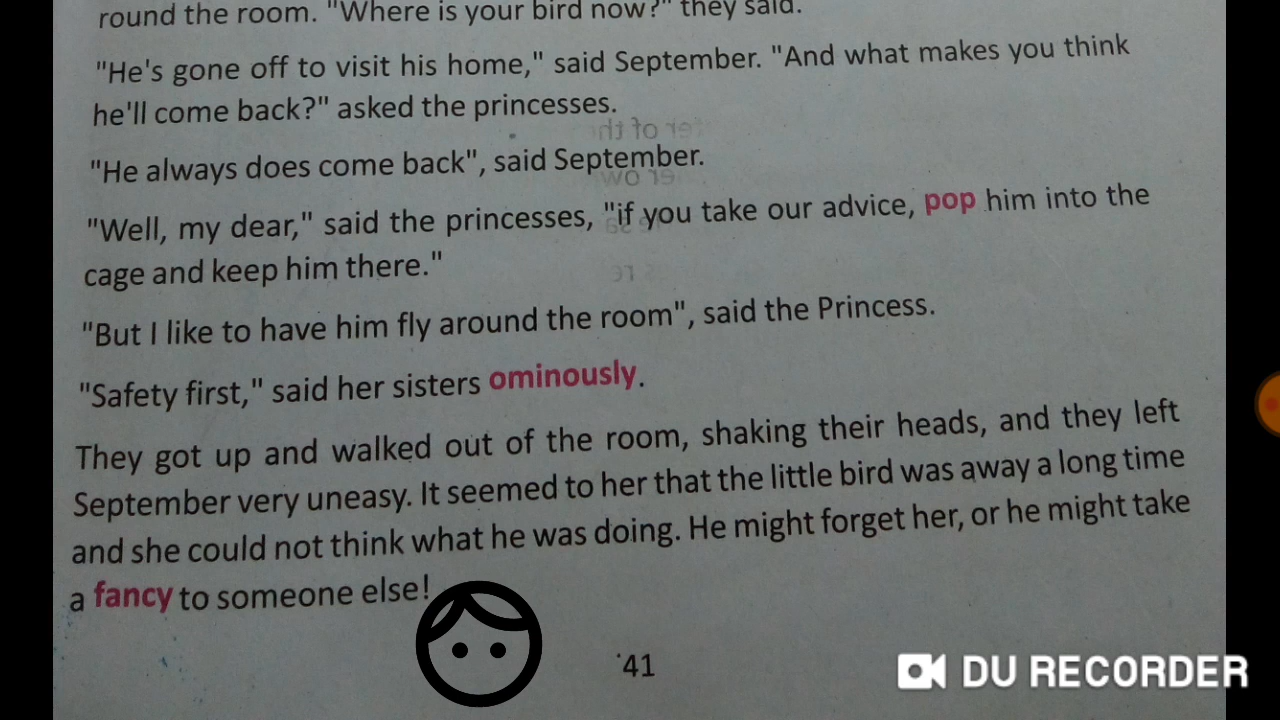 round the room. "Where is your bird now?" they said.
"He's gone off to visit his home," said September. "And what makes you think
he'll come back?" asked the princesses.
"He always does come back", said September.
"Well, my dear," said the princesses, "if you take our advice, pop him into the
cage and keep him there."
"But I like to have him fly around the room", said the Princess.
"Safety first," said her sisters ominously.
They got up and walked out of the room, shaking their heads, and they left
September very uneasy. It seemed to her that the little bird was away a long time
and she could not think what he was doing. He might forget her, or he might take
a fancy to someone else!
41
DU RECORDER